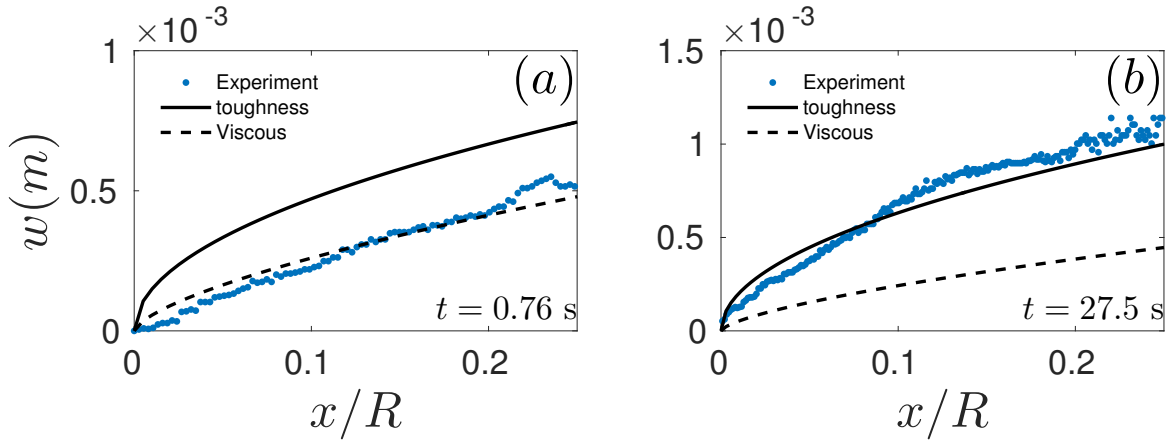 ×10⁻³
1
0.5
0
w(m)
Experiment
toughness
Viscous
(a)
t = 0.76 s
0
0.1
0.2
x/R
×10⁻³
1.5
1
0.5
0
Experiment
toughness
Viscous
(b)
t = 27.5 s
0
0.1
0.2
x/R